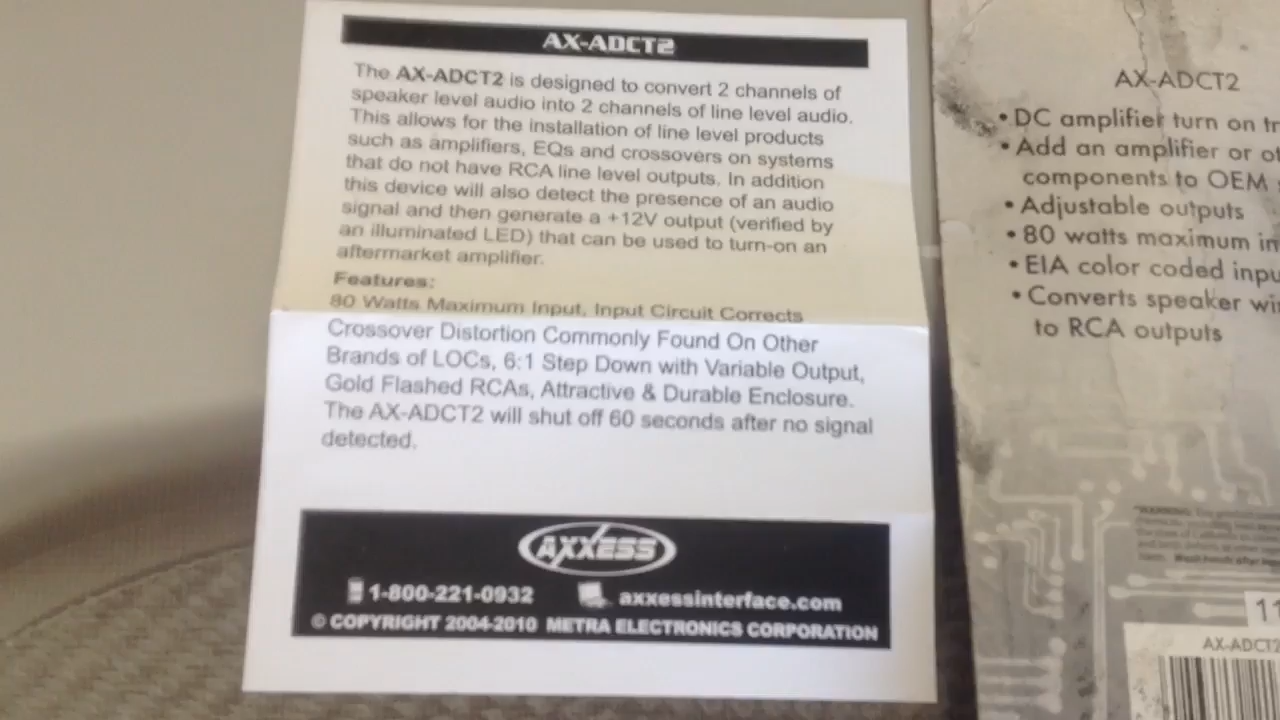 AX-ADCT2
The AX-ADCT2 is designed to convert 2 channels of
speaker level audio into 2 channels of line level audio.
This allows for the installation of line level products
such as amplifiers, EQs and crossovers on systems
that do not have RCA line level outputs. In addition
this device will also detect the presence of an audio
signal and then generate a +12V output (verified by
an illuminated LED) that can be used to turn-on an
aftermarket amplifier.
Features:
80 Watts Maximum Input, Input Circuit Corrects
Crossover Distortion Commonly Found On Other
Brands of LOCs, 6:1 Step Down with Variable Output,
Gold Flashed RCAs, Attractive & Durable Enclosure.
The AX-ADCT2 will shut off 60 seconds after no signal
detected.
AXXESS
1-800-221-0932 axxessinterface.com
© COPYRIGHT 2004-2010 METRA ELECTRONICS CORPORATION
AX-ADCT2
• DC amplifier turn on
• Add an amplifier or
components to OEM
• Adjustable outputs
• 80 watts maximum
• EIA color coded
• Converts speaker
to RCA outputs
AX-ADCT2